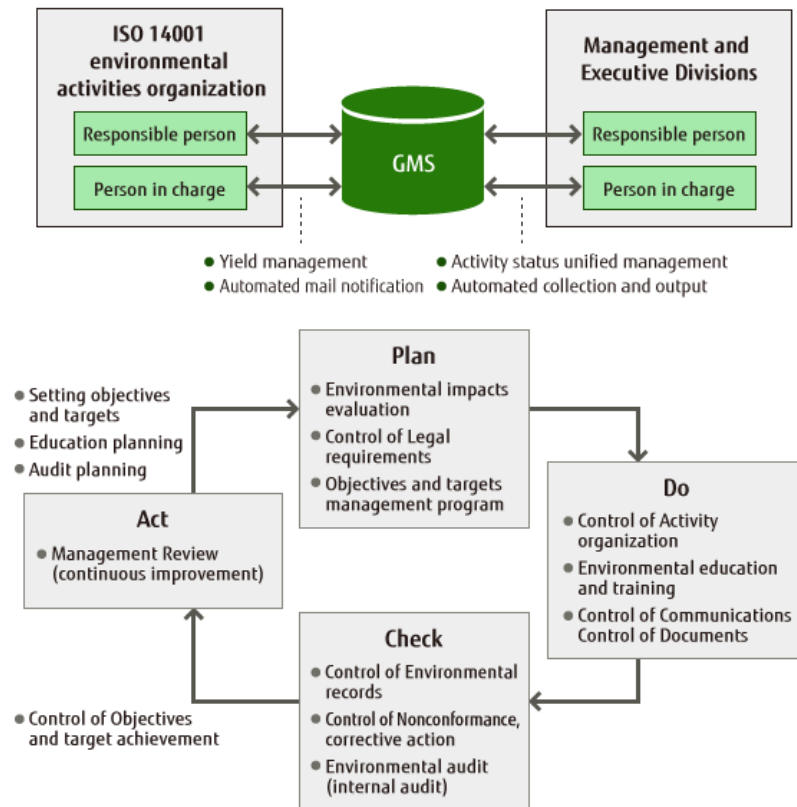 ISO 14001
environmental
activities organization
Responsible person
Person in charge
GMS
Management and
Executive Divisions
Responsible person
Person in charge
● Yield management
● Automated mail notification
● Activity status unified management
● Automated collection and output
Plan
● Environmental impacts
evaluation
● Control of Legal
requirements
● Objectives and targets
management program
Do
● Control of Activity
organization
● Environmental education
and training
● Control of Communications
Control of Documents
Check
● Control of Environmental
records
● Control of Nonconformance,
corrective action
● Environmental audit
(internal audit)
● Control of Objectives
and target achievement
Act
● Management Review
(continuous improvement)
● Setting objectives
and targets
● Education planning
● Audit planning